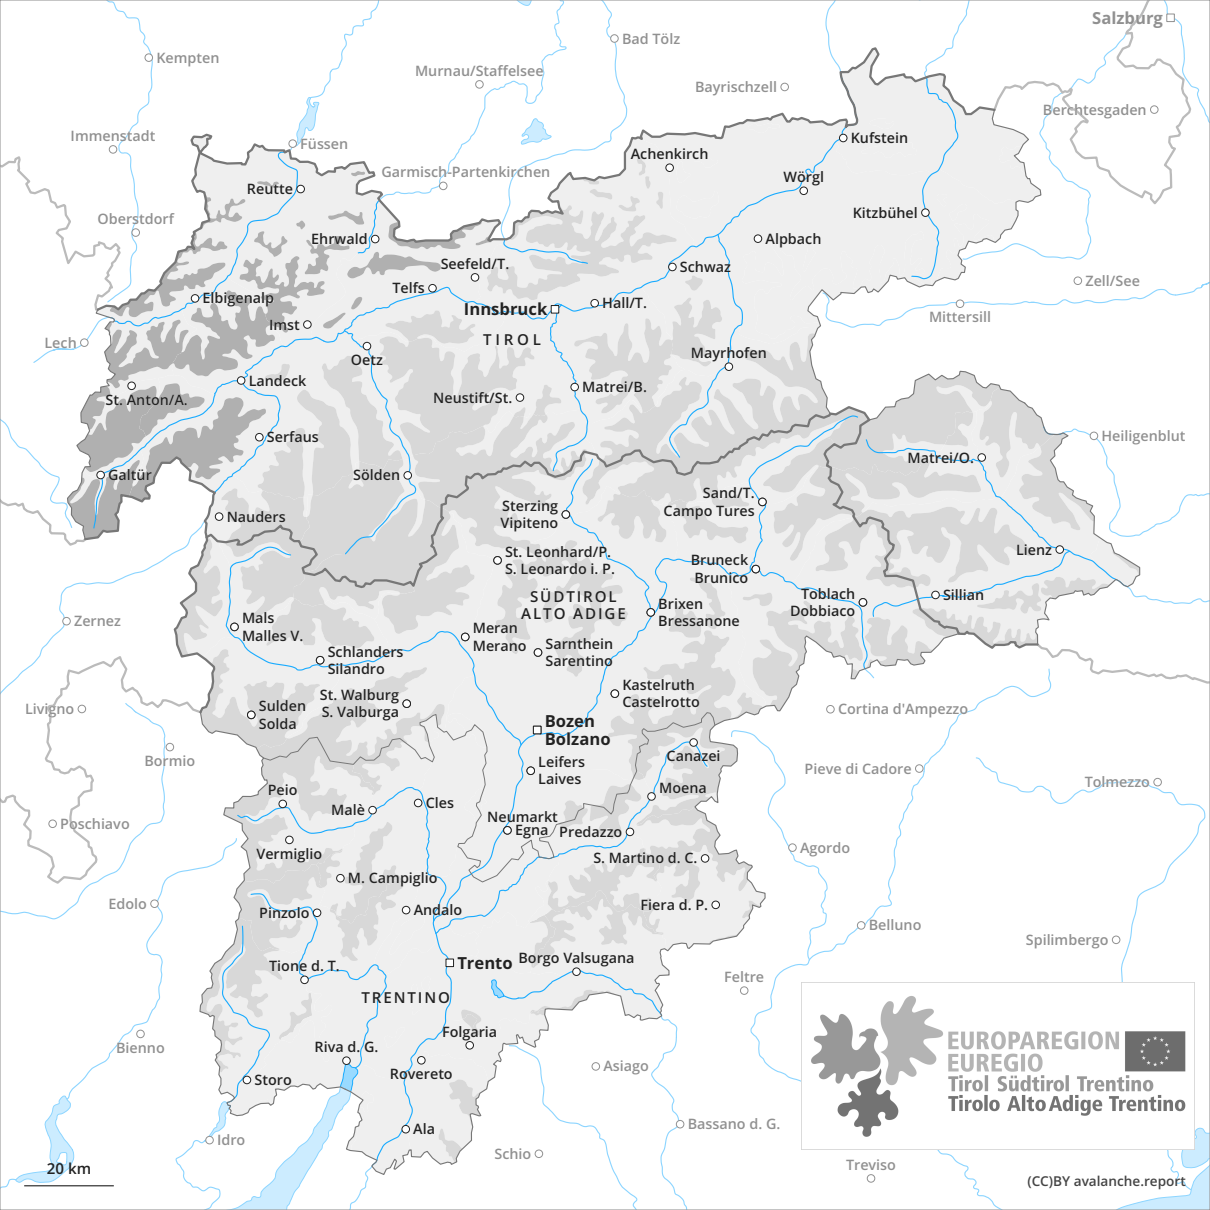 Salzburg
Bad Tölz
Kempten
Murnau/Staffelsee
Bayrischzell
Berchtesgaden
Immenstadt
Füssen
Kufstein
Achenkirch
Garmisch-Partenkirchen
Wörgl
Reutte
Oberstdorf
Kitzbühel
Ehrwald
Alpbach
Seefeld/T.
Schwaz
Zell/See
Telfs
Elbigenalp
Innsbruck
Hall/T.
Mittersill
Imst
TIROL
Lech
Oetz
Mayrhofen
Landeck
Matrei/B.
St. Anton/A.
Neustift/St.
Serfaus
Heiligenblut
Matrei/O.
Galtür
Sölden
Sand/T.
Campo Tures
Sterzing
Vipiteno
Nauders
St. Leonhard/P.
S. Leonardo i. P.
Lienz
Bruneck
Brunico
SÜDTIROL
ALTO ADIGE
Toblach
Dobbiaco
Sillian
Brixen
Bressanone
Zernez
Mals
Malles V.
Meran
Merano
Sarnthein
Sarentino
Schlanders
Silandro
Kastelruth
Castelrotto
St. Walburg
S. Valburga
Sulden
Solda
Livigno
Cortina d'Ampezzo
Bozen
Bolzano
Bormio
Canazei
Leifers
Laives
Pieve di Cadore
Tolmezzo
Peio
Moena
Malè
Cles
Neumarkt
Egna
Predazzo
Poschiavo
Vermiglio
Agordo
S. Martino d. C.
M. Campiglio
Edolo
Pinzolo
Andalo
Fiera d. P.
Belluno
Spilimbergo
Trento
Borgo Valsugana
Tione d. T.
Feltre
TRENTINO
Folgaria
Bienno
Riva d. G.
Rovereto
Asiago
Storo
EUROPAREGION
EUREGIO
Tirol Südtirol Trentino
Tirolo Alto Adige Trentino
Ala
Bassano d. G.
Idro
Schio
Treviso
20 km
(CC)BY avalanche.report